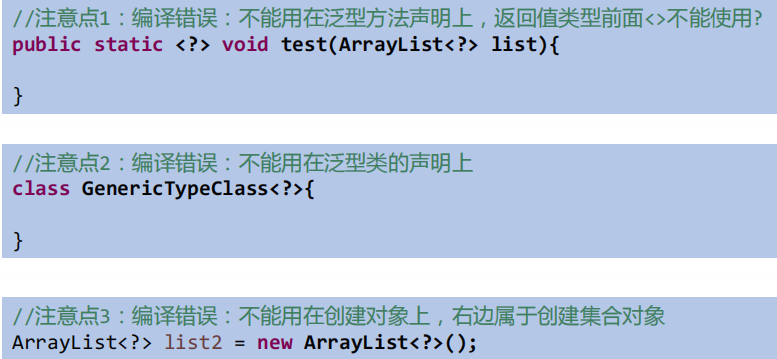 //注意点1：编译错误：不能用在泛型方法声明上，返回值类型前面<>不能使用?
public static <?> void test(ArrayList<?> list){
}
//注意点2：编译错误：不能用在泛型类的声明上
class GenericTypeClass<?>{
}
//注意点3：编译错误：不能用在创建对象上，右边属于创建集合对象
ArrayList<?> list2 = new ArrayList<?>();